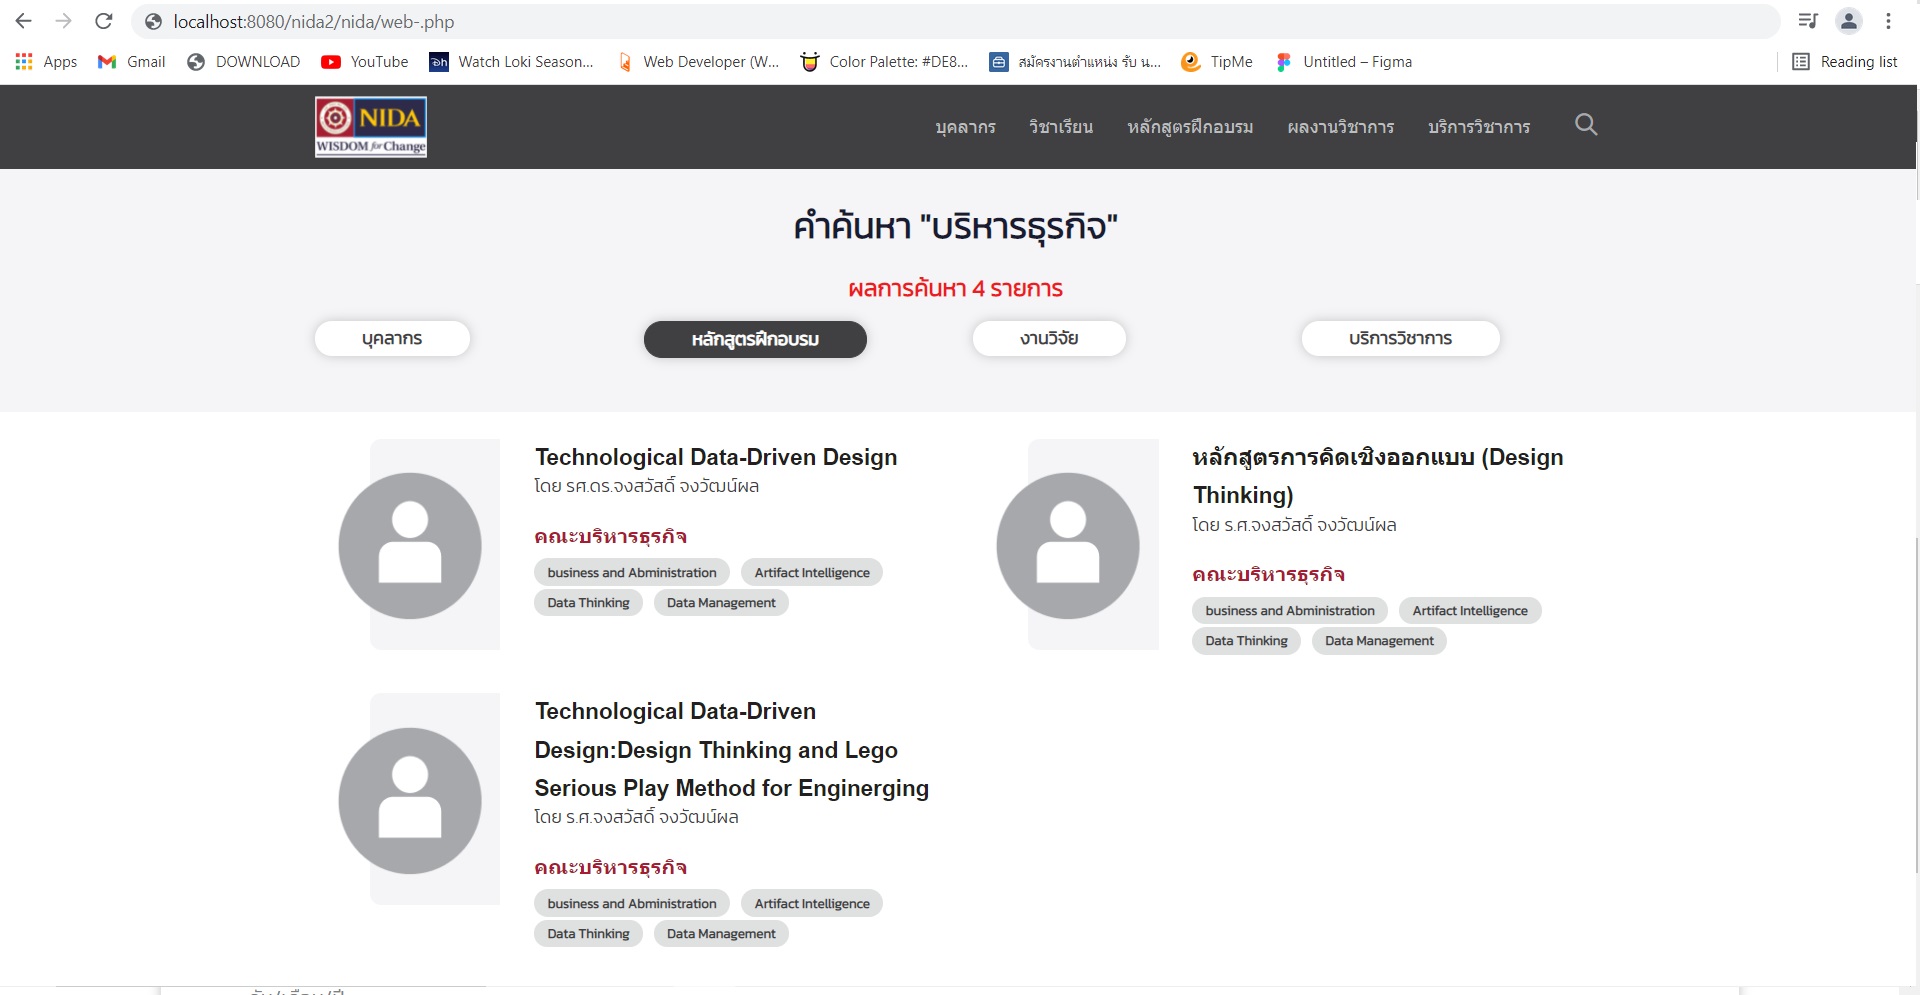 localhost:8080/nida2/nida/web-.php
Apps Gmail DOWNLOAD YouTube Watch Loki Season... Web Developer (W... Color Palette: #DE8... สมัครงานตำแหน่ง รับ น... TipMe Untitled – Figma Reading list
NIDA
WISDOM for Change
บุคลากร วิชาเรียน หลักสูตรฝึกอบรม ผลงานวิชาการ บริการวิชาการ
คำค้นหา "บริหารธุรกิจ"
ผลการค้นหา 4 รายการ
บุคลากร หลักสูตรฝึกอบรม งานวิจัย บริการวิชาการ
Technological Data-Driven Design
โดย รศ.ดร.จงสวัสดิ์ จงวัฒน์ผล
คณะบริหารธุรกิจ
business and Abministration Artifact Intelligence
Data Thinking Data Management
หลักสูตรการคิดเชิงออกแบบ (Design
Thinking)
โดย ร.ศ.จงสวัสดิ์ จงวัฒน์ผล
คณะบริหารธุรกิจ
business and Abministration Artifact Intelligence
Data Thinking Data Management
Technological Data-Driven
Design:Design Thinking and Lego
Serious Play Method for Enginerging
โดย ร.ศ.จงสวัสดิ์ จงวัฒน์ผล
คณะบริหารธุรกิจ
business and Abministration Artifact Intelligence
Data Thinking Data Management